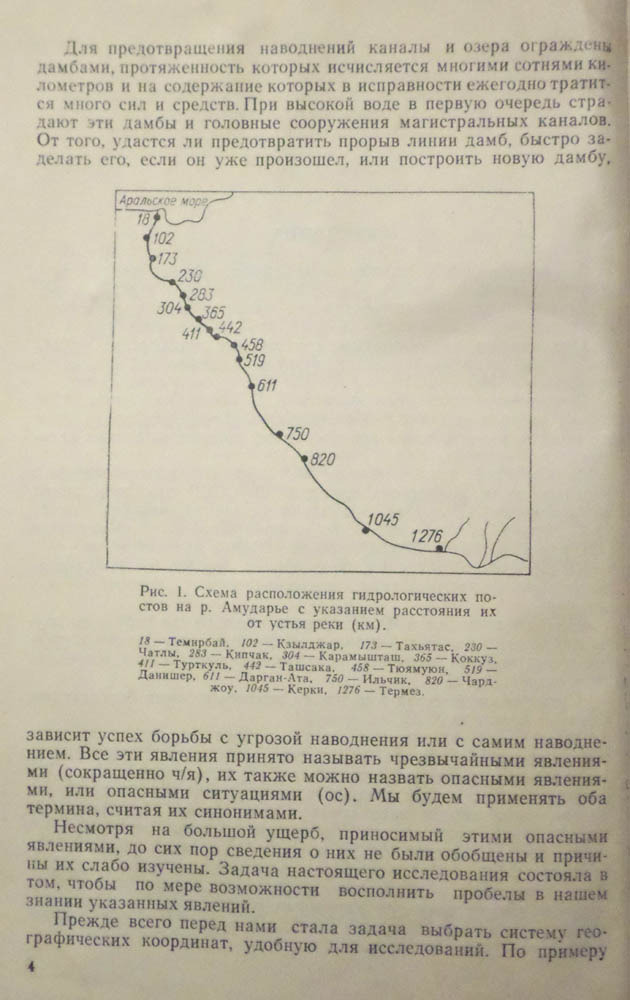 Для предотвращения наводнений каналы и озера ограждены
дамбами, протяженность которых исчисляется многими сотнями ки-
лометров и на содержание которых в исправности ежегодно тратит-
ся много сил и средств. При высокой воде в первую очередь стра-
дают эти дамбы и головные сооружения магистральных каналов.
От того, удастся ли предотвратить прорыв линии дамб, быстро за-
делать его, если он уже произошел, или построить новую дамбу,
Аральское море
18
102
173
230
283
304
365
411
442
458
519
611
750
820
1045
1276
Рис. 1. Схема расположения гидрологических по-
стов на р. Амударье с указанием расстояния их
от устья реки (км).
18 — Темирбай, 102 — Кзылджар, 173 — Тахьятас, 230 —
Чатлы, 283 — Кипчак, 304 — Карамышташ, 365 — Коккуз,
411 — Турткуль, 442 — Ташсака, 458 — Тюямуюн, 519 —
Данишер, 611 — Дарган-Ата, 750 — Ильчик, 820 — Чард-
жоу, 1045 — Керки, 1276 — Термез.
зависит успех борьбы с угрозой наводнения или с самим наводне-
нием. Все эти явления принято называть чрезвычайными явления-
ми (сокращенно ч/я), их также можно назвать опасными явления-
ми, или опасными ситуациями (ос). Мы будем применять оба
термина, считая их синонимами.
Несмотря на большой ущерб, приносимый этими опасными
явлениями, до сих пор сведения о них не были обобщены и причи-
ны их слабо изучены. Задача настоящего исследования состояла в
том, чтобы по мере возможности восполнить пробелы в нашем
знании указанных явлений.
Прежде всего перед нами стала задача выбрать систему гео-
графических координат, удобную для исследований. По примеру
4